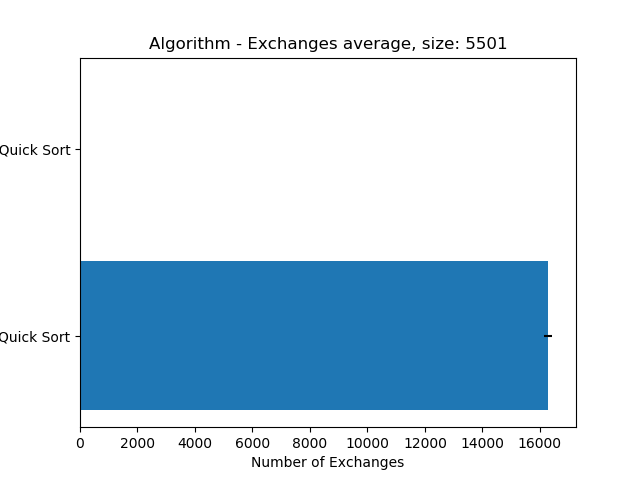 Algorithm - Exchanges average, size: 5501
Quick Sort
Quick Sort
0 2000 4000 6000 8000 10000 12000 14000 16000
Number of Exchanges